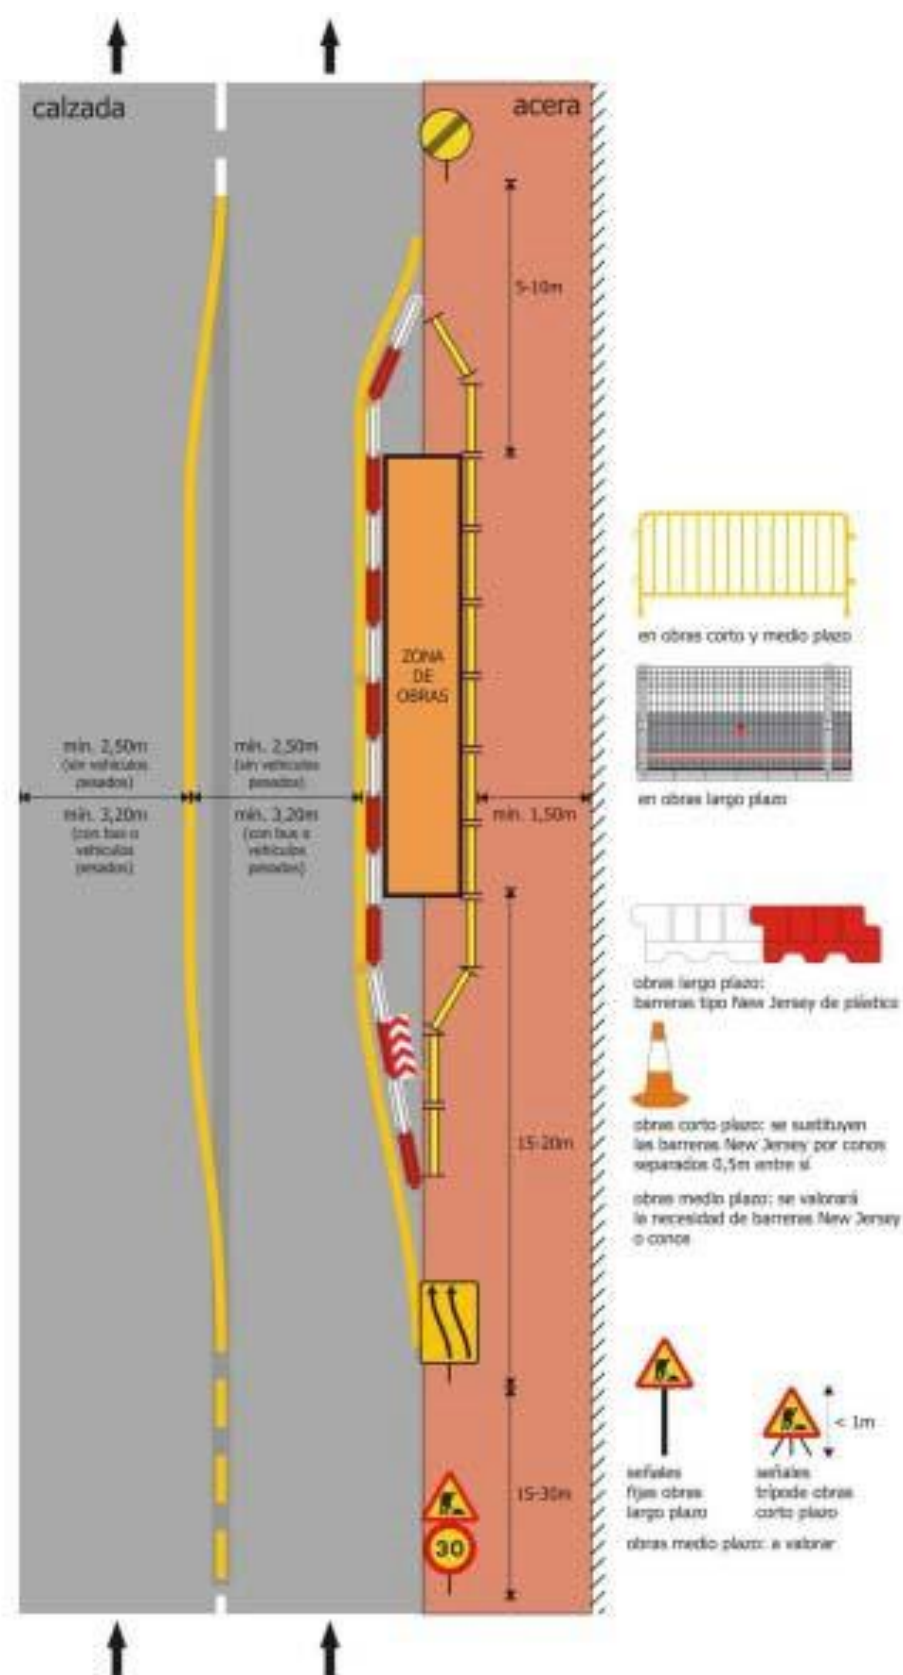 calzada
acera
5-10m
en obras corto y medio plazo
ZONA
DE
OBRAS
min. 2,50m
(sin vehículos
pesados)
min. 2,50m
(sin vehículos
pesados)
min. 3,20m
(con bus o
vehículos
pesados)
min. 3,20m
(con bus o
vehículos
pesados)
min. 1,50m
en obras largo plazo
obras largo plazo:
barreras tipo New Jersey de plástico
obras corto plazo: se sustituyen
las barreras New Jersey por conos
separados 0,5m entre sí
15-20m
obras medio plazo: se valorará
la necesidad de barreras New Jersey
o conos
< 1m
señales
fijas obras
largo plazo
señales
trípode obras
corto plazo
15-30m
30
obras medio plazo: a valorar